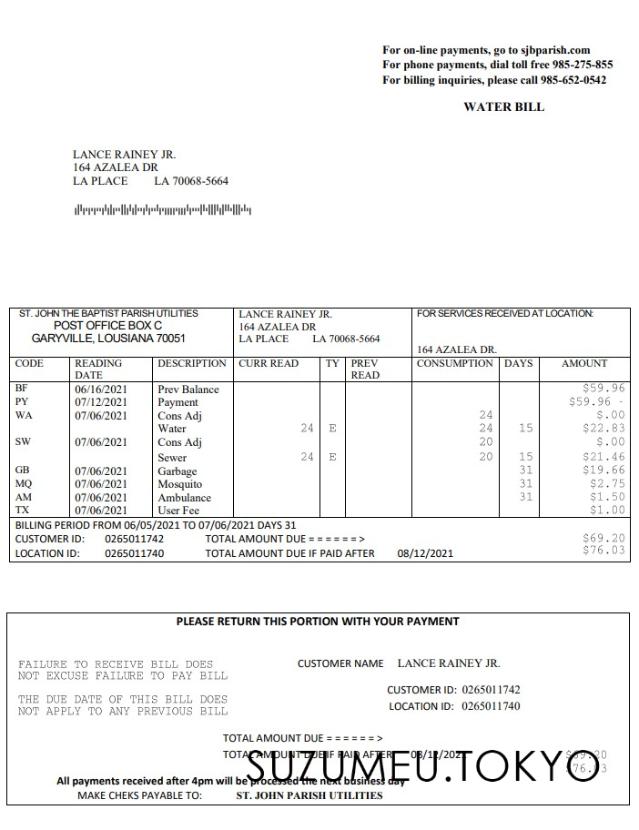 For on-line payments, go to sjbparish.com
For phone payments, dial toll free 985-275-855
For billing inquiries, please call 985-652-0542
WATER BILL
LANCE RAINEY JR.
164 AZALEA DR
LA PLACE LA 70068-5664
ST. JOHN THE BAPTIST PARISH UTILITIES
POST OFFICE BOX C
GARYVILLE, LOUSIANA 70051
LANCE RAINEY JR.
164 AZALEA DR
LA PLACE LA 70068-5664
FOR SERVICES RECEIVED AT LOCATION:
164 AZALEA DR.
CODE READING DATE DESCRIPTION CURR READ TY PREV READ CONSUMPTION DAYS AMOUNT
BF 06/16/2021 Prev Balance $59.96
PY 07/12/2021 Payment $59.96 -
WA 07/06/2021 Cons Adj 24 $.00
Water 24 E 24 15 $22.83
SW 07/06/2021 Cons Adj 20 $.00
Sewer 24 E 20 15 $21.46
GB 07/06/2021 Garbage 31 $19.66
MQ 07/06/2021 Mosquito 31 $2.75
AM 07/06/2021 Ambulance 31 $1.50
TX 07/06/2021 User Fee $1.00
BILLING PERIOD FROM 06/05/2021 TO 07/06/2021 DAYS 31
CUSTOMER ID: 0265011742 TOTAL AMOUNT DUE = = = = = = > $69.20
LOCATION ID: 0265011740 TOTAL AMOUNT DUE IF PAID AFTER 08/12/2021 $76.03
PLEASE RETURN THIS PORTION WITH YOUR PAYMENT
FAILURE TO RECEIVE BILL DOES
NOT EXCUSE FAILURE TO PAY BILL
CUSTOMER NAME LANCE RAINEY JR.
CUSTOMER ID: 0265011742
THE DUE DATE OF THIS BILL DOES
NOT APPLY TO ANY PREVIOUS BILL
LOCATION ID: 0265011740
TOTAL AMOUNT DUE = = = = = = >
TOTAL AMOUNT DUE IF PAID AFTER 08/12/2021 $69.20
$76.03
SUZUMEU.TOKYO
All payments received after 4pm will be processed the next business day
MAKE CHEKS PAYABLE TO: ST. JOHN PARISH UTILITIES